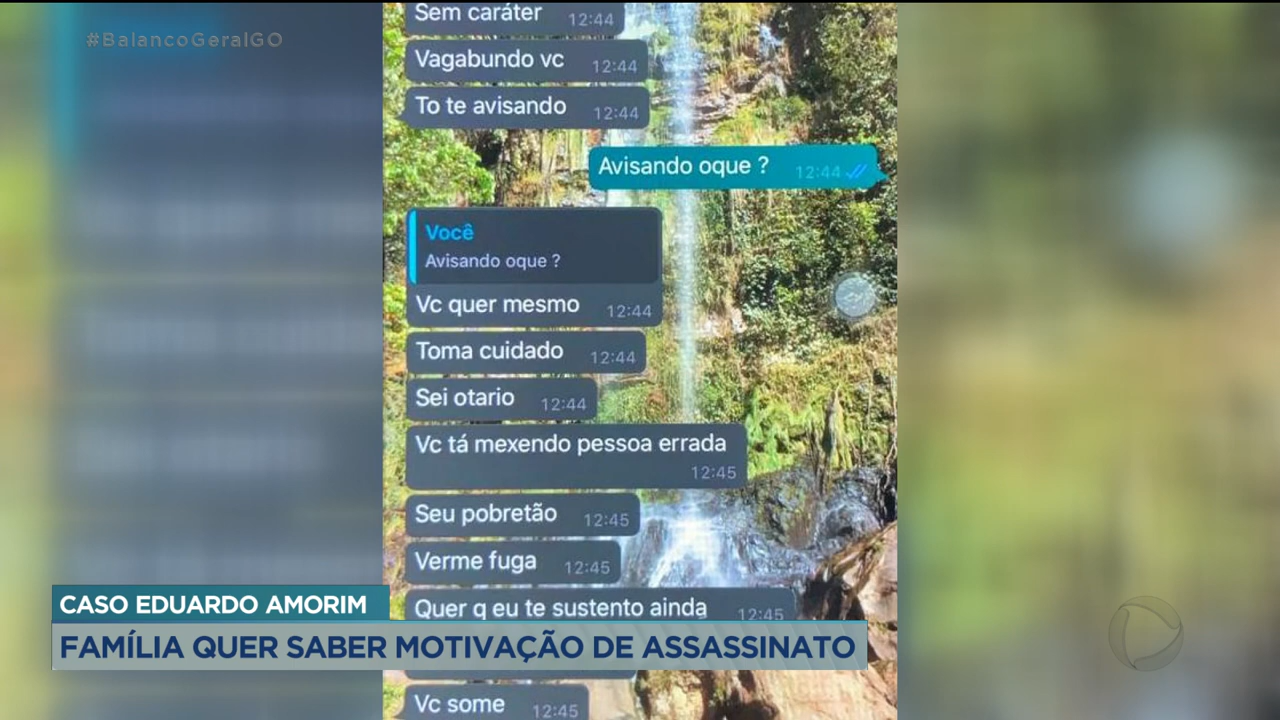 #BalancoGeralGO
Sem caráter 12:44
Vagabundo vc 12:44
To te avisando 12:44
Avisando oque ? 12:44
Você
Avisando oque ?
Vc quer mesmo 12:44
Toma cuidado 12:44
Sei otario 12:44
Vc tá mexendo pessoa errada
12:45
Seu pobretão 12:45
Verme fuga 12:45
Quer q eu te sustento ainda 12:45
CASO EDUARDO AMORIM
FAMÍLIA QUER SABER MOTIVAÇÃO DE ASSASSINATO
Vc some 12:45